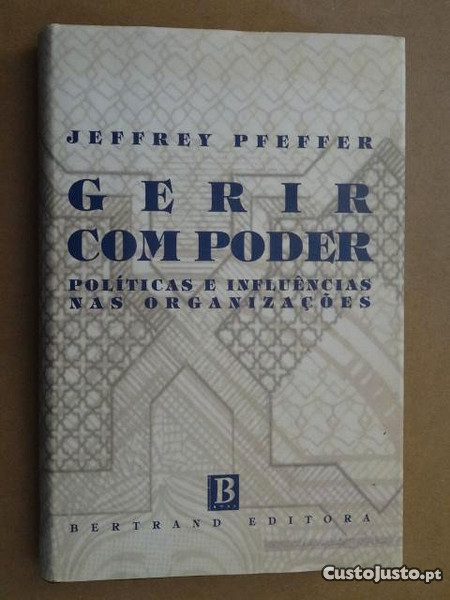 JEFFREY PFEFFER
GERIR
COM PODER
POLÍTICAS E INFLUÊNCIAS
NAS ORGANIZAÇÕES
B
BERTRAND EDITORA
CustoJusto.pt